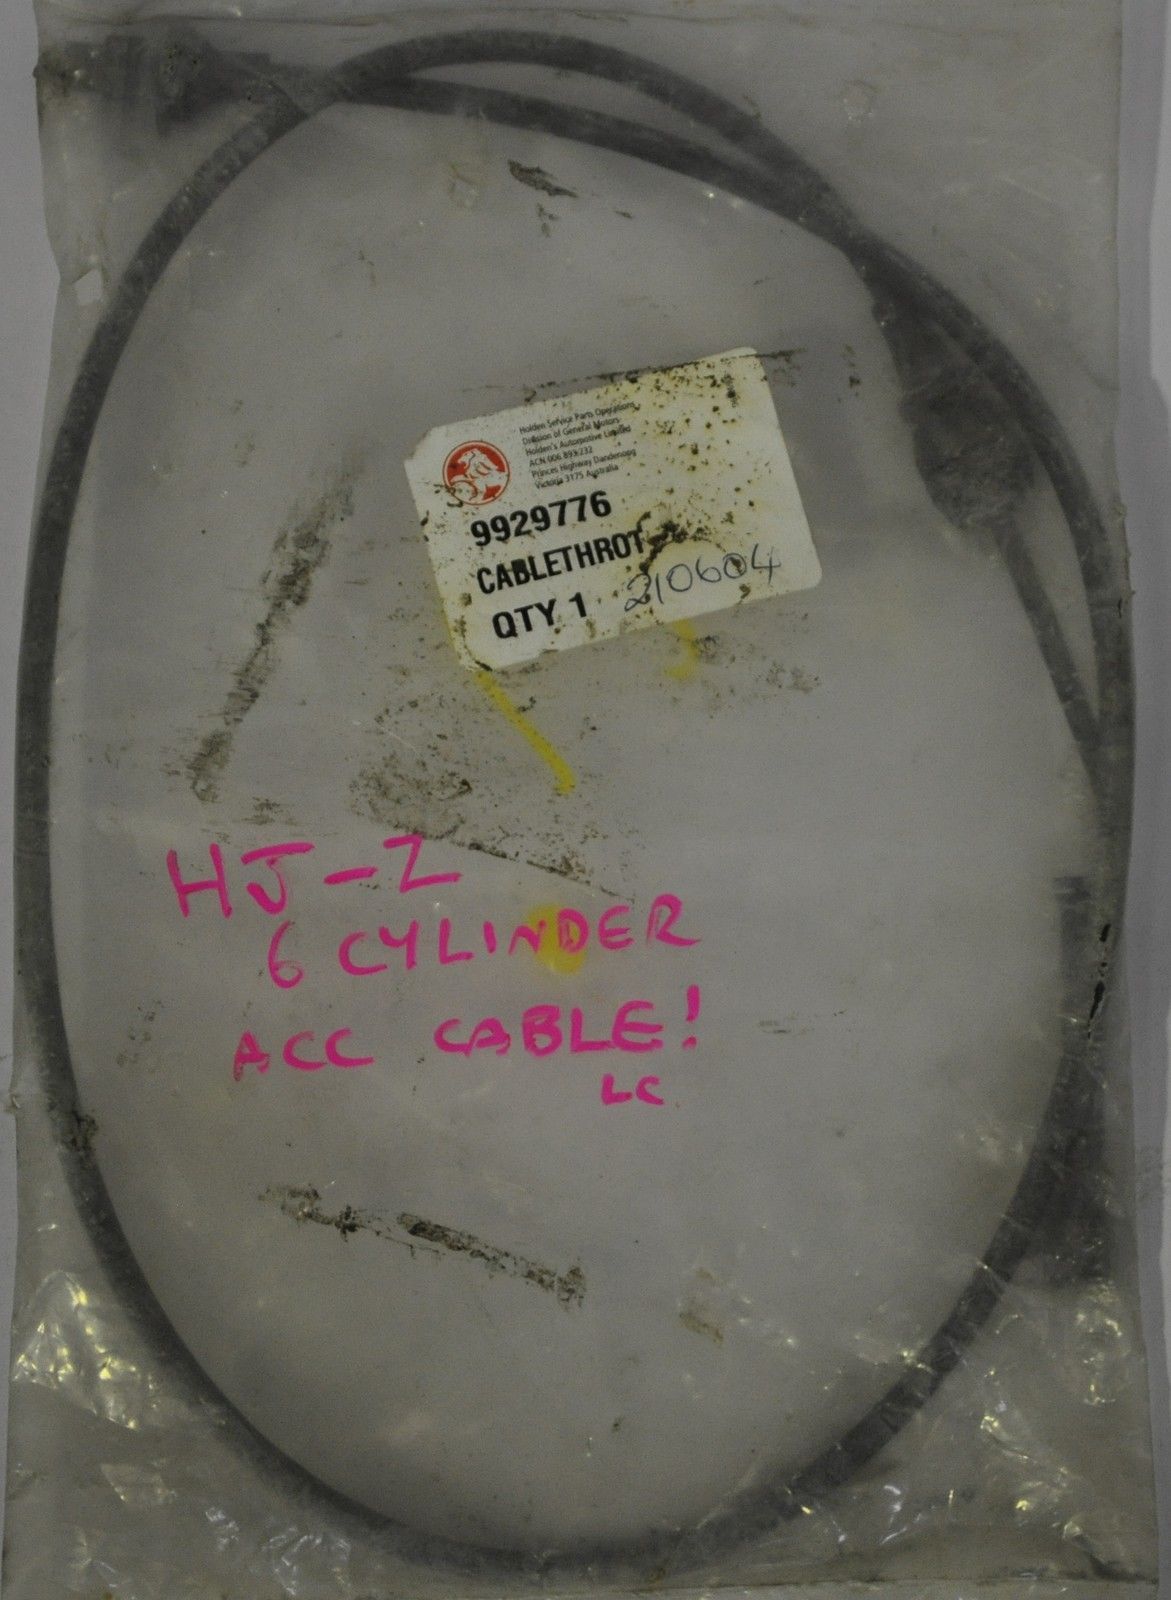 Holden Service Parts Operations
Division of General Motors-
Holden's Automotive Limited
ACN 006 893 232
Princes Highway Dandenong
Victoria 3175 Australia
9929776
CABLETHROT
QTY 1 210604
HJ-Z
6 CYLINDER
ACC CABLE!
LC